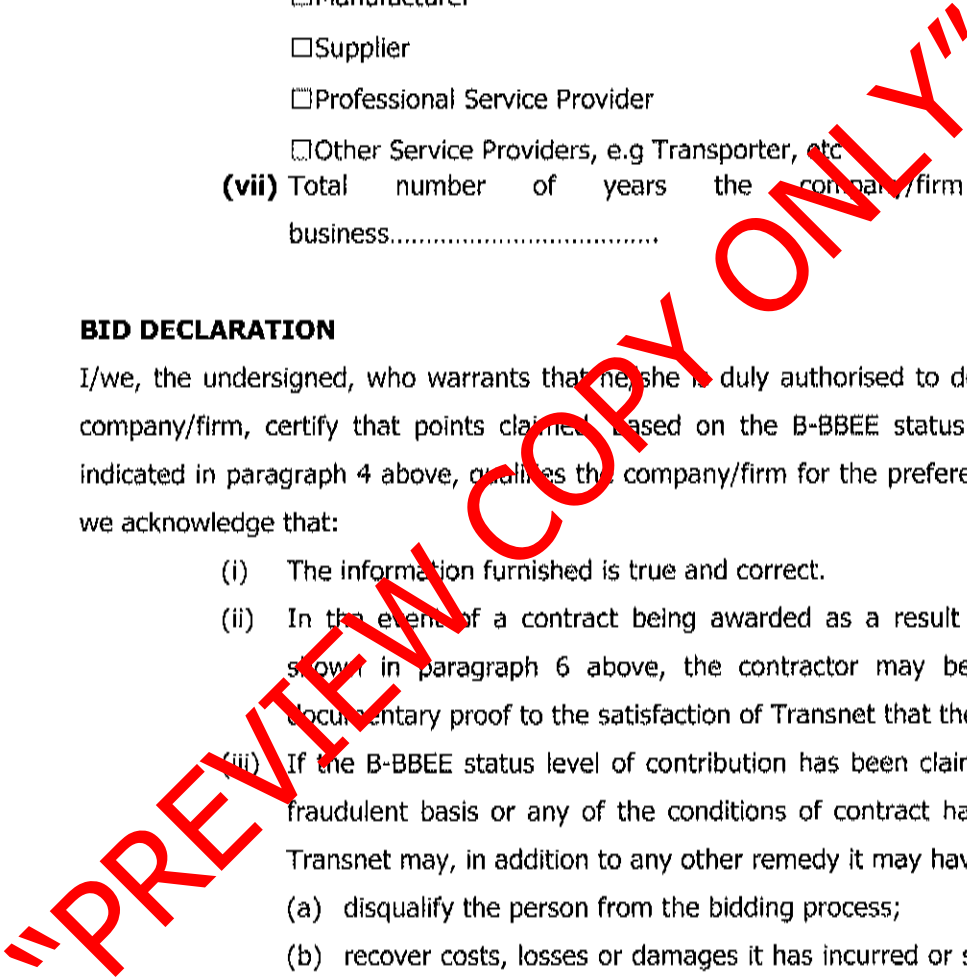 ☐Manufacturer
☐Supplier
☐Professional Service Provider
☐Other Service Providers, e.g Transporter, etc
(vii) Total number of years the company/firm
business....................................
BID DECLARATION
I/we, the undersigned, who warrants that he/she is duly authorised to d
company/firm, certify that points claimed, based on the B-BBEE status
indicated in paragraph 4 above, qualifies the company/firm for the prefere
we acknowledge that:
(i) The information furnished is true and correct.
(ii) In the event of a contract being awarded as a result
shown in paragraph 6 above, the contractor may be
documentary proof to the satisfaction of Transnet that the
(iii) If the B-BBEE status level of contribution has been clai
fraudulent basis or any of the conditions of contract ha
Transnet may, in addition to any other remedy it may hav
(a) disqualify the person from the bidding process;
(b) recover costs, losses or damages it has incurred or s
"PREVIEW COPY ONLY"